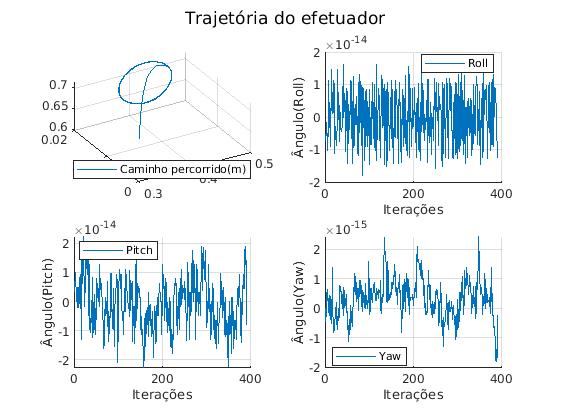 Trajetória do efetuador
0.7
0.65
0.6
0.02
0
0.3
0.4
0.5
Caminho percorrido(m)
×10^-14
2
1
0
-1
-2
Ângulo(Roll)
Roll
0 200 400
Iterações
×10^-14
2
1
0
-1
-2
Ângulo(Pitch)
Pitch
0 200 400
Iterações
×10^-15
2
1
0
-1
-2
Ângulo(Yaw)
Yaw
0 200 400
Iterações